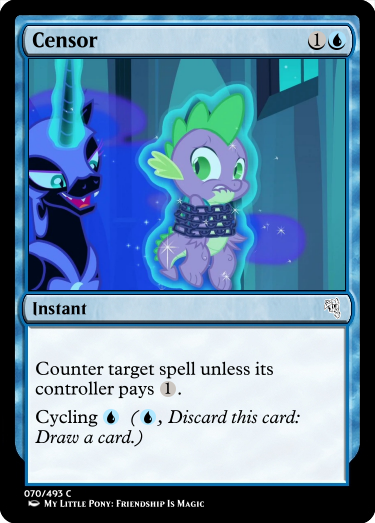 Censor 1
Instant
Counter target spell unless its
controller pays 1.
Cycling (, Discard this card:
Draw a card.)
070/493 C
My Little Pony: Friendship Is Magic